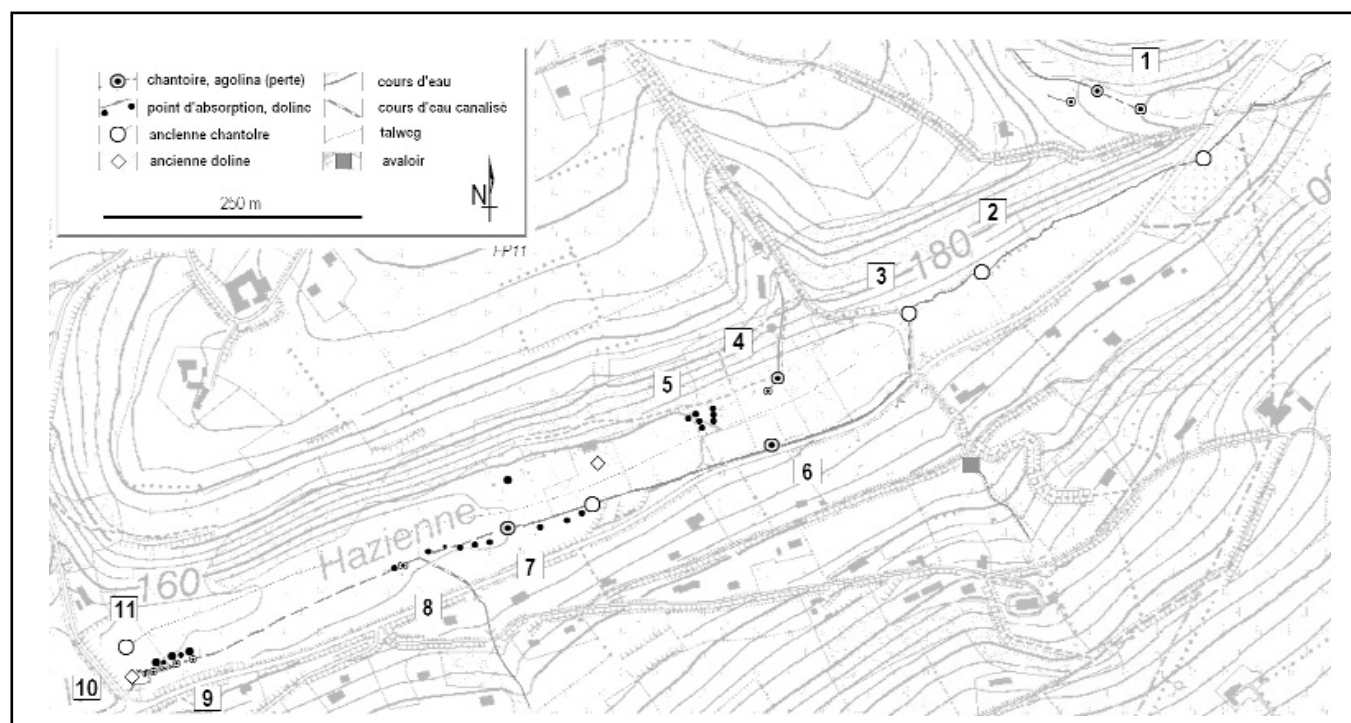 chantoire, agolina (perte)
cours d'eau
point d'absorption, doline
cours d'eau canalisé
ancienne chantoire
talweg
ancienne doline
avaloir
250 m
N
FP11
1
2
180
3
4
5
6
Hazienne
7
160
8
11
10
9